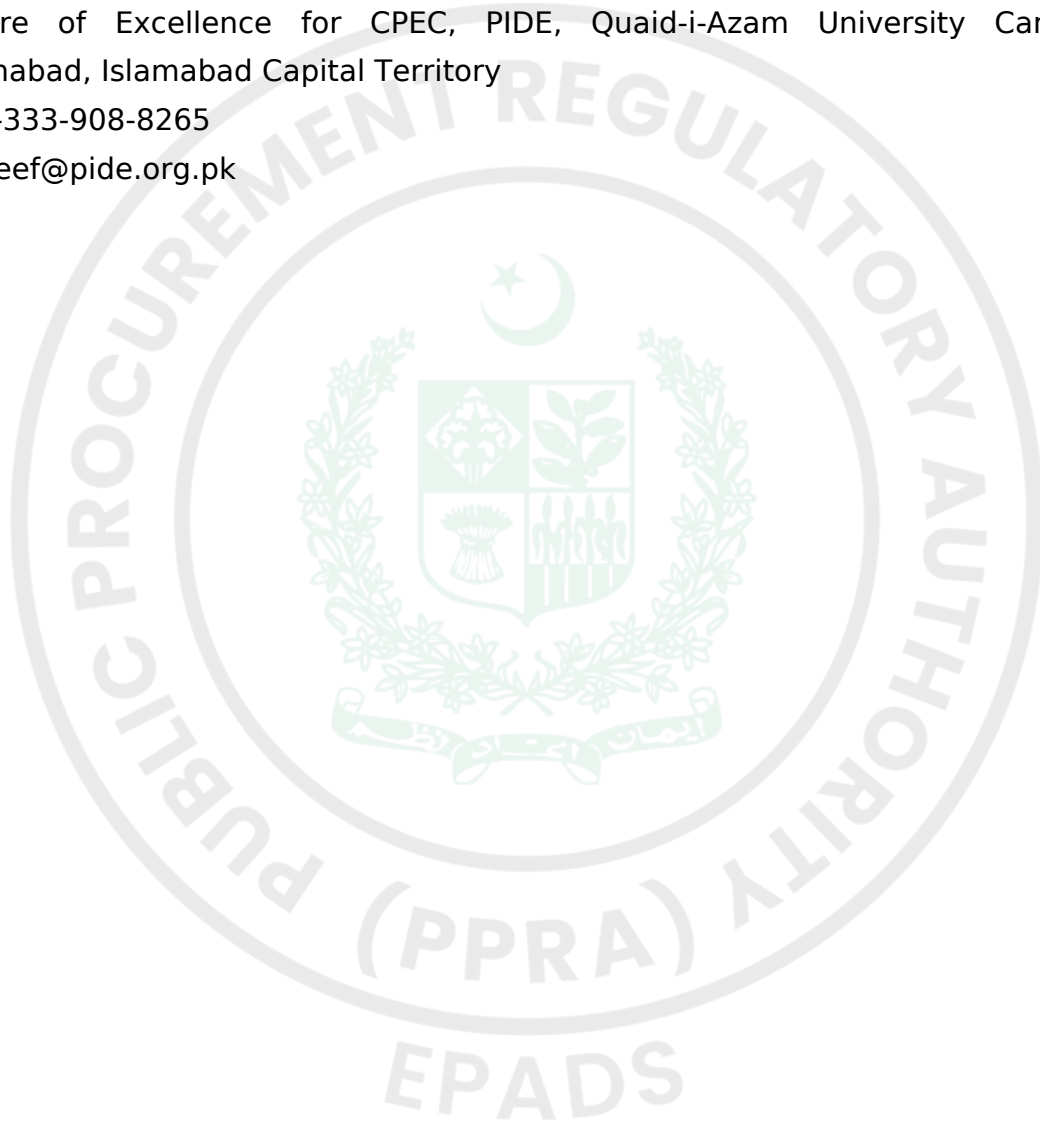 re of Excellence for CPEC, PIDE, Quaid-i-Azam University Car
nabad, Islamabad Capital Territory
-333-908-8265
eef@pide.org.pk
PUBLIC PROCUREMENT REGULATORY AUTHORITY
(PPRA)
EPADS